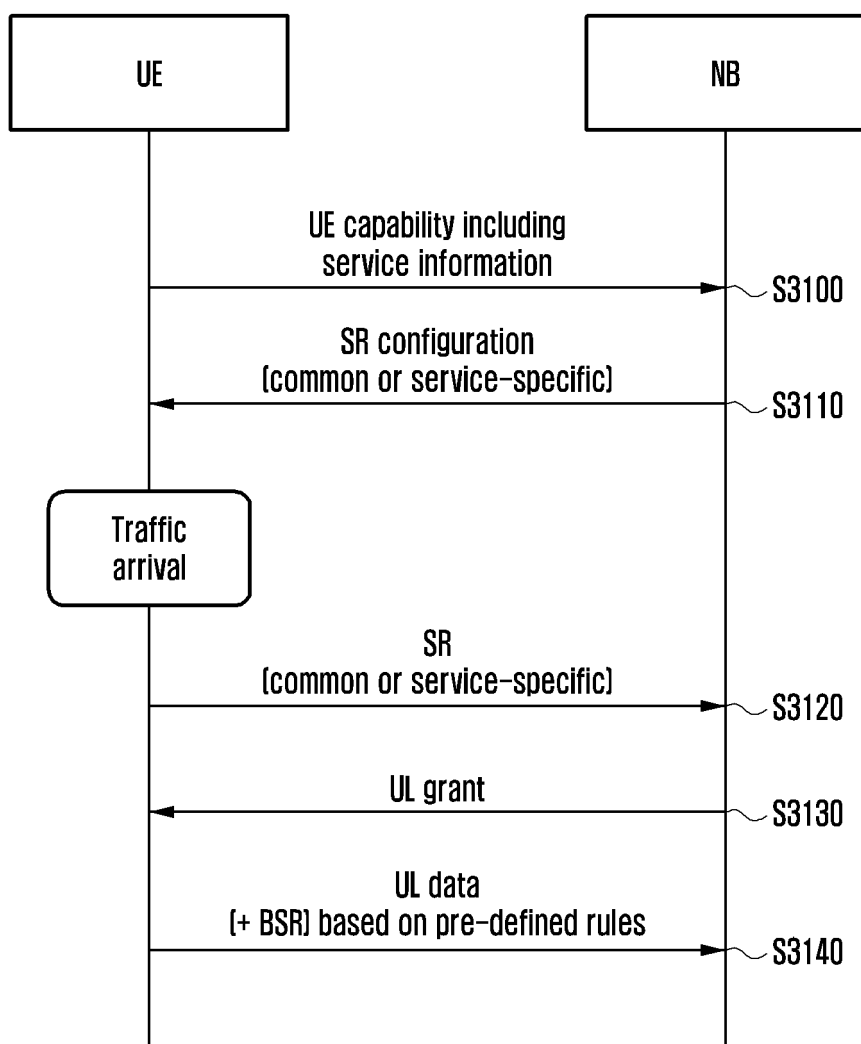 UE
NB
UE capability including
service information
S3100
SR configuration
(common or service-specific)
S3110
Traffic
arrival
SR
(common or service-specific)
S3120
UL grant
S3130
UL data
(+ BSR) based on pre-defined rules
S3140